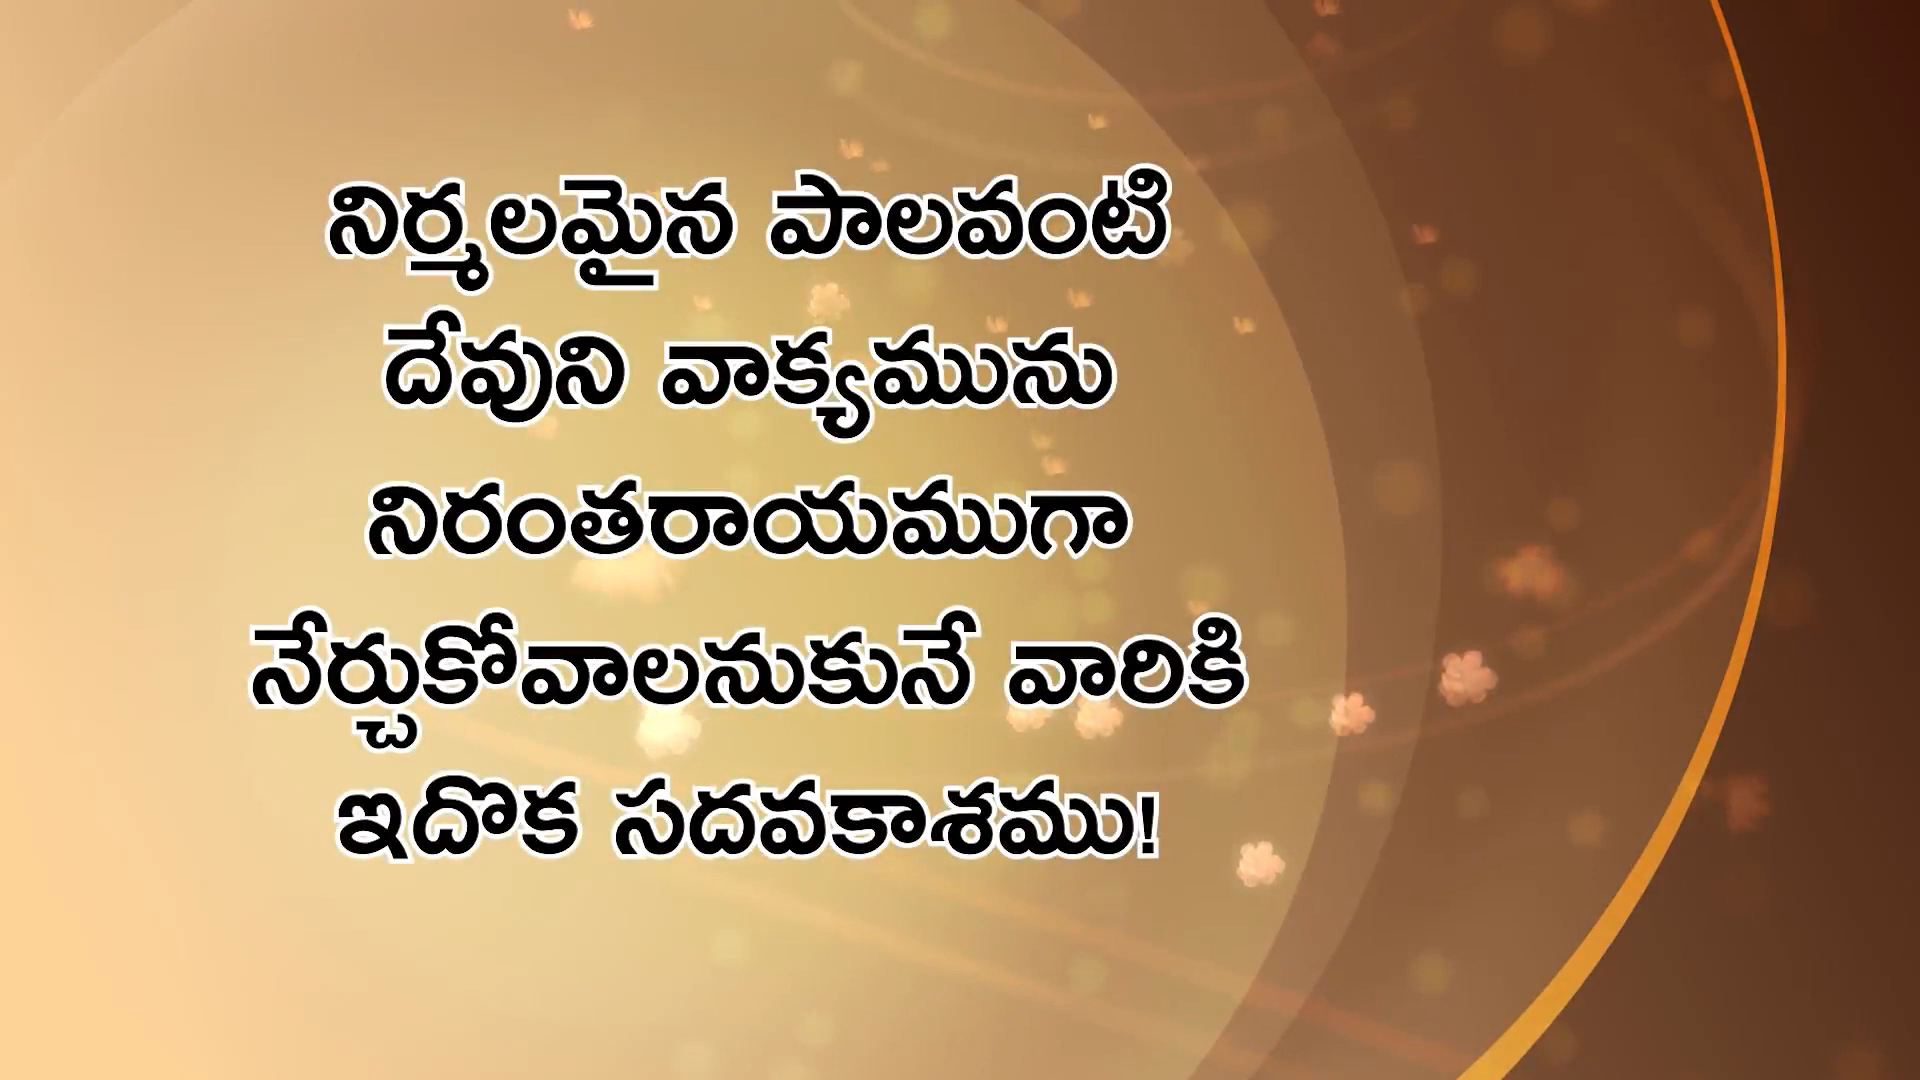 నిర్మలమైన పాలవంటి
దేవుని వాక్యమును
నిరంతరాయముగా
నేర్చుకోవాలనుకునే వారికి
ఇదొక సదవకాశము!